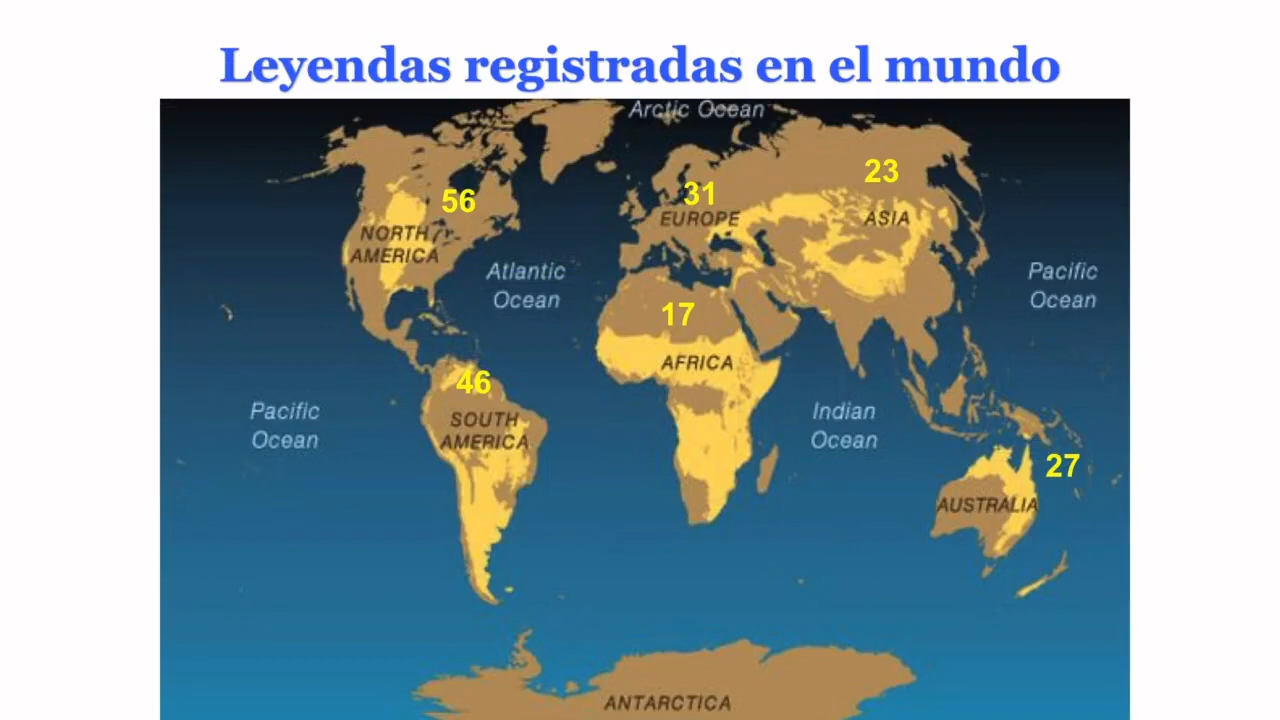 Leyendas registradas en el mundo
Arctic Ocean
23
31
56
EUROPE
ASIA
NORTH
AMERICA
Atlantic
Ocean
Pacific
Ocean
17
AFRICA
46
SOUTH
AMERICA
Pacific
Ocean
Indian
Ocean
27
AUSTRALIA
ANTARCTICA